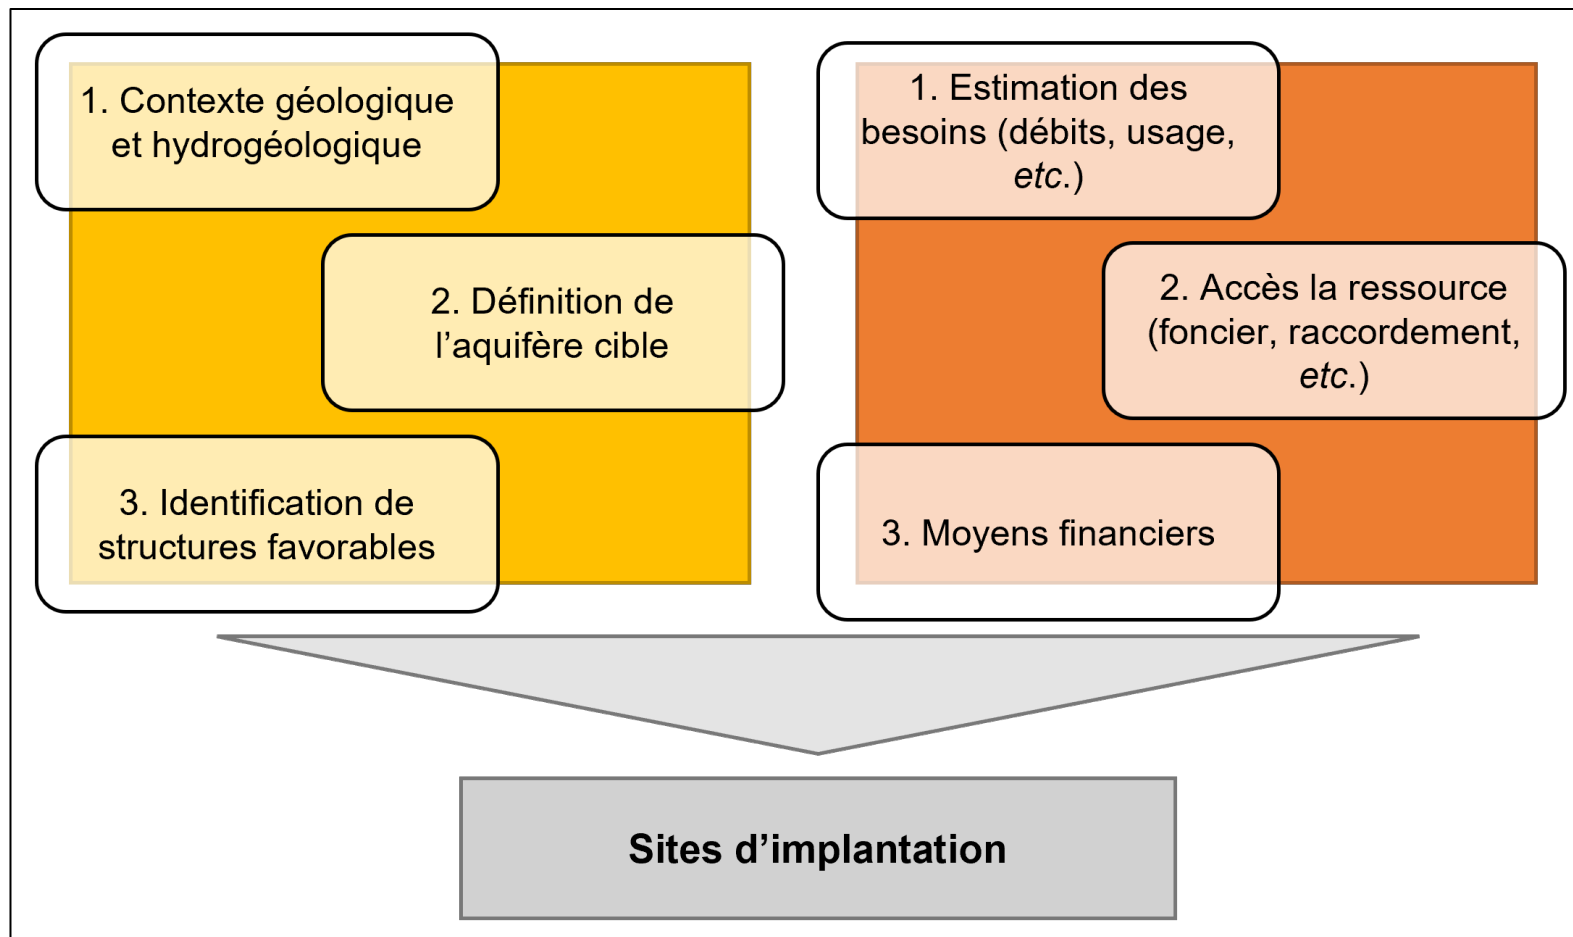 1. Contexte géologique
et hydrogéologique
2. Définition de
l’aquifère cible
3. Identification de
structures favorables
1. Estimation des
besoins (débits, usage,
etc.)
2. Accès la ressource
(foncier, raccordement,
etc.)
3. Moyens financiers
Sites d’implantation